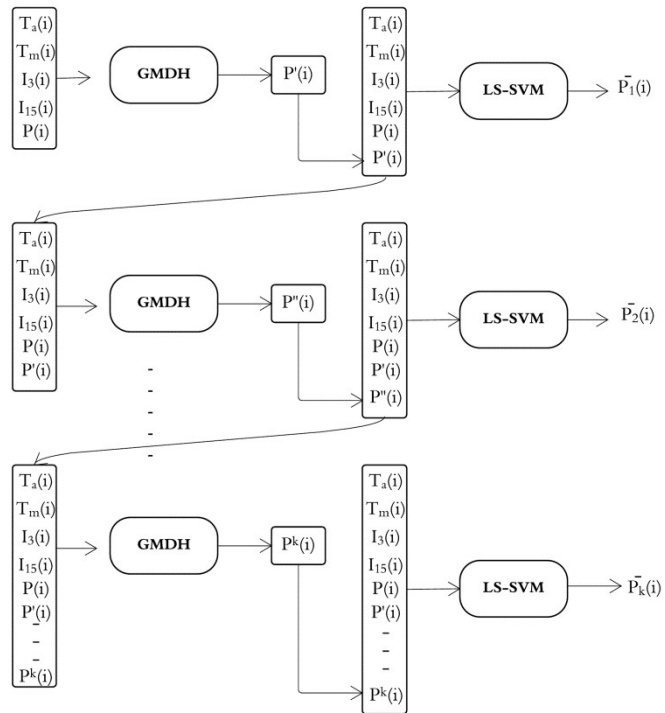 Tₐ(i)
Tₘ(i)
I₃(i)
I₁₅(i)
P(i)
GMDH
P'(i)
Tₐ(i)
Tₘ(i)
I₃(i)
I₁₅(i)
P(i)
P'(i)
LS-SVM
P̄₁(i)
Tₐ(i)
Tₘ(i)
I₃(i)
I₁₅(i)
P(i)
P'(i)
GMDH
P"(i)
Tₐ(i)
Tₘ(i)
I₃(i)
I₁₅(i)
P(i)
P'(i)
P"(i)
LS-SVM
P̄₂(i)
Tₐ(i)
Tₘ(i)
I₃(i)
I₁₅(i)
P(i)
P'(i)
Pᵏ(i)
GMDH
Pᵏ(i)
Tₐ(i)
Tₘ(i)
I₃(i)
I₁₅(i)
P(i)
P'(i)
Pᵏ(i)
LS-SVM
P̄ₖ(i)